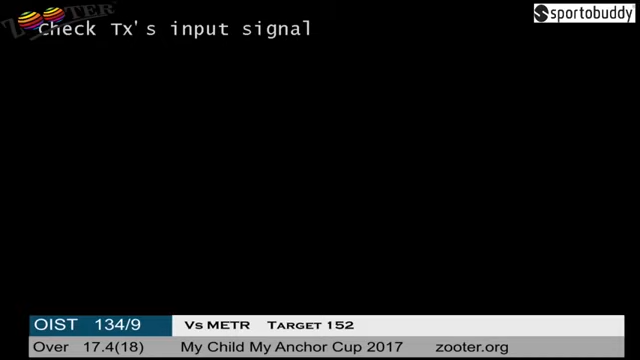 ZOOTER
sportobuddy
Check Tx's input signal
OIST 134/9 Vs METR TARGET 152
Over 17.4(18) My Child My Anchor Cup 2017 zooter.org